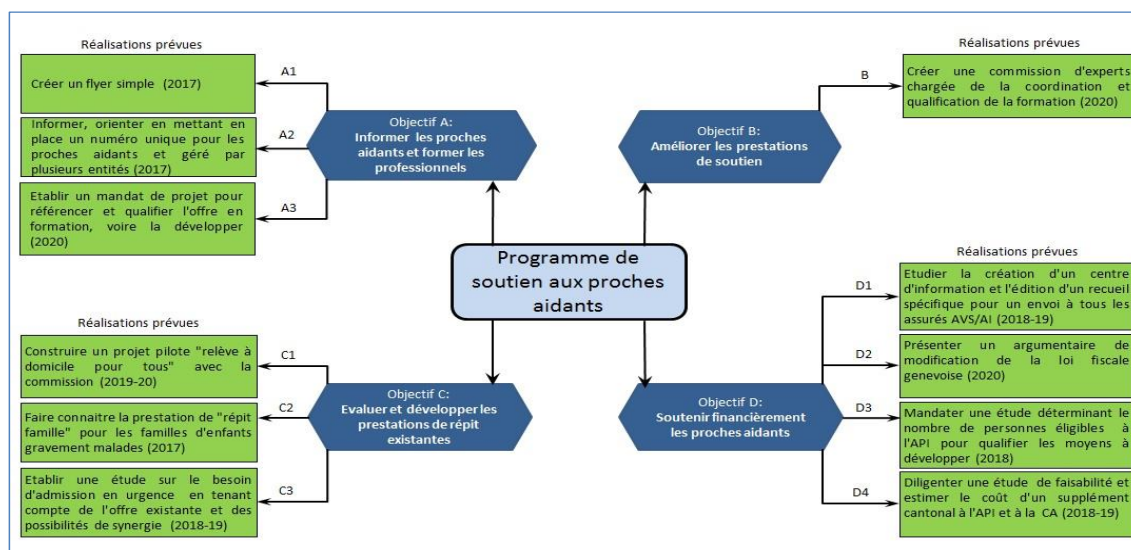 Réalisations prévues
A1
Créer un flyer simple (2017)
A2
Informer, orienter en mettant en
place un numéro unique pour les
proches aidants et géré par
plusieurs entités (2017)
A3
Etablir un mandat de projet pour
référencer et qualifier l'offre en
formation, voire la développer
(2020)
Objectif A:
Informer les proches
aidants et former les
professionnels
Réalisations prévues
B
Créer une commission d'experts
chargée de la coordination et
qualification de la formation (2020)
Objectif B:
Améliorer les prestations
de soutien
Programme de
soutien aux proches
aidants
Réalisations prévues
C1
Construire un projet pilote "relève à
domicile pour tous" avec la
commission (2019-20)
C2
Faire connaitre la prestation de "répit
famille" pour les familles d'enfants
gravement malades (2017)
C3
Etablir une étude sur le besoin
d'admission en urgence en tenant
compte de l'offre existante et des
possibilités de synergie (2018-19)
Objectif C:
Evaluer et développer les
prestations de répit
existantes
Réalisations prévues
D1
Etudier la création d'un centre
d'information et l'édition d'un recueil
spécifique pour un envoi à tous les
assurés AVS/AI (2018-19)
D2
Présenter un argumentaire de
modification de la loi fiscale
genevoise (2020)
D3
Mandater une étude déterminant le
nombre de personnes éligibles à
l'API pour qualifier les moyens à
développer (2018)
D4
Diligenter une étude de faisabilité et
estimer le coût d'un supplément
cantonal à l'API et à la CA (2018-19)
Objectif D:
Soutenir financièrement
les proches aidants